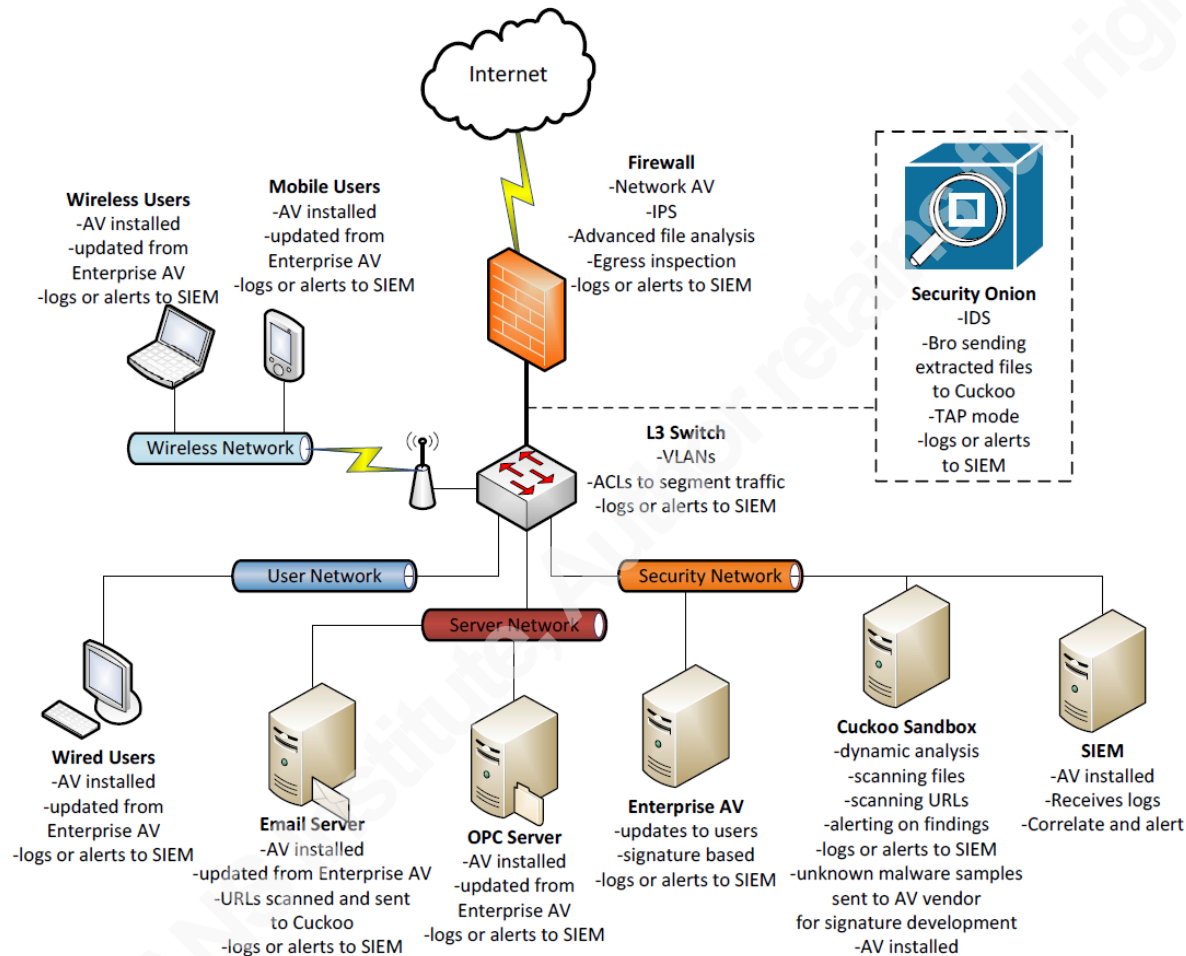 Internet
Firewall
-Network AV
-IPS
-Advanced file analysis
-Egress inspection
-logs or alerts to SIEM
Wireless Users
-AV installed
-updated from
Enterprise AV
-logs or alerts to SIEM
Mobile Users
-AV installed
-updated from
Enterprise AV
-logs or alerts to SIEM
Security Onion
-IDS
-Bro sending
extracted files
to Cuckoo
-TAP mode
-logs or alerts
to SIEM
Wireless Network
L3 Switch
-VLANs
-ACLs to segment traffic
-logs or alerts to SIEM
User Network
Server Network
Security Network
Wired Users
-AV installed
-updated from
Enterprise AV
-logs or alerts to SIEM
Email Server
-AV installed
-updated from Enterprise AV
-URLs scanned and sent
to Cuckoo
-logs or alerts to SIEM
OPC Server
-AV installed
-updated from
Enterprise AV
-logs or alerts to SIEM
Enterprise AV
-updates to users
-signature based
-logs or alerts to SIEM
Cuckoo Sandbox
-dynamic analysis
-scanning files
-scanning URLs
-alerting on findings
-logs or alerts to SIEM
-unknown malware samples
sent to AV vendor
for signature development
-AV installed
SIEM
-AV installed
-Receives logs
-Correlate and alert
Institute, Author retains full